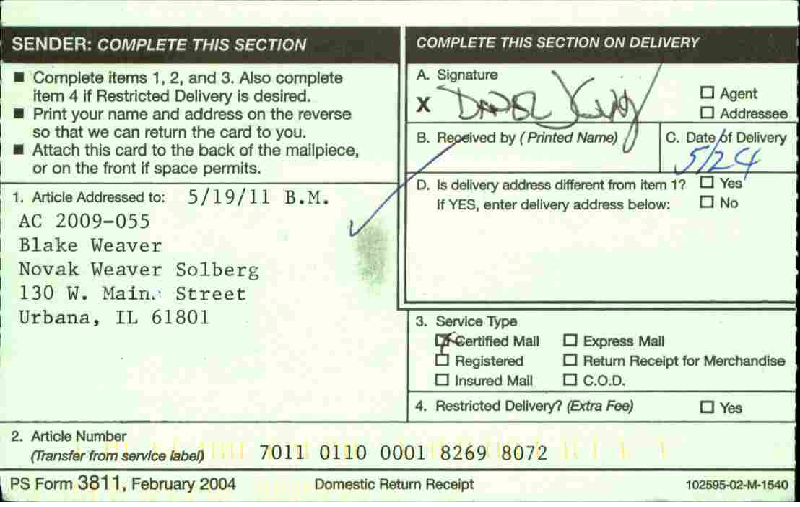 SENDER: COMPLETE THIS SECTION
■ Complete items 1, 2, and 3. Also complete
item 4 if Restricted Delivery is desired.
■ Print your name and address on the reverse
so that we can return the card to you.
■ Attach this card to the back of the mailpiece,
or on the front if space permits.
1. Article Addressed to: 5/19/11 B.M.
AC 2009-055
Blake Weaver
Novak Weaver Solberg
130 W. Main. Street
Urbana, IL 61801
2. Article Number
(Transfer from service label) 7011 0110 0001 8269 8072
COMPLETE THIS SECTION ON DELIVERY
A. Signature
X
☐ Agent
☐ Addressee
B. Received by (Printed Name)
C. Date of Delivery
5/24
D. Is delivery address different from item 1? ☐ Yes
If YES, enter delivery address below: ☐ No
3. Service Type
☒ Certified Mail ☐ Express Mail
☐ Registered ☐ Return Receipt for Merchandise
☐ Insured Mail ☐ C.O.D.
4. Restricted Delivery? (Extra Fee) ☐ Yes
PS Form 3811, February 2004 Domestic Return Receipt 102595-02-M-1540